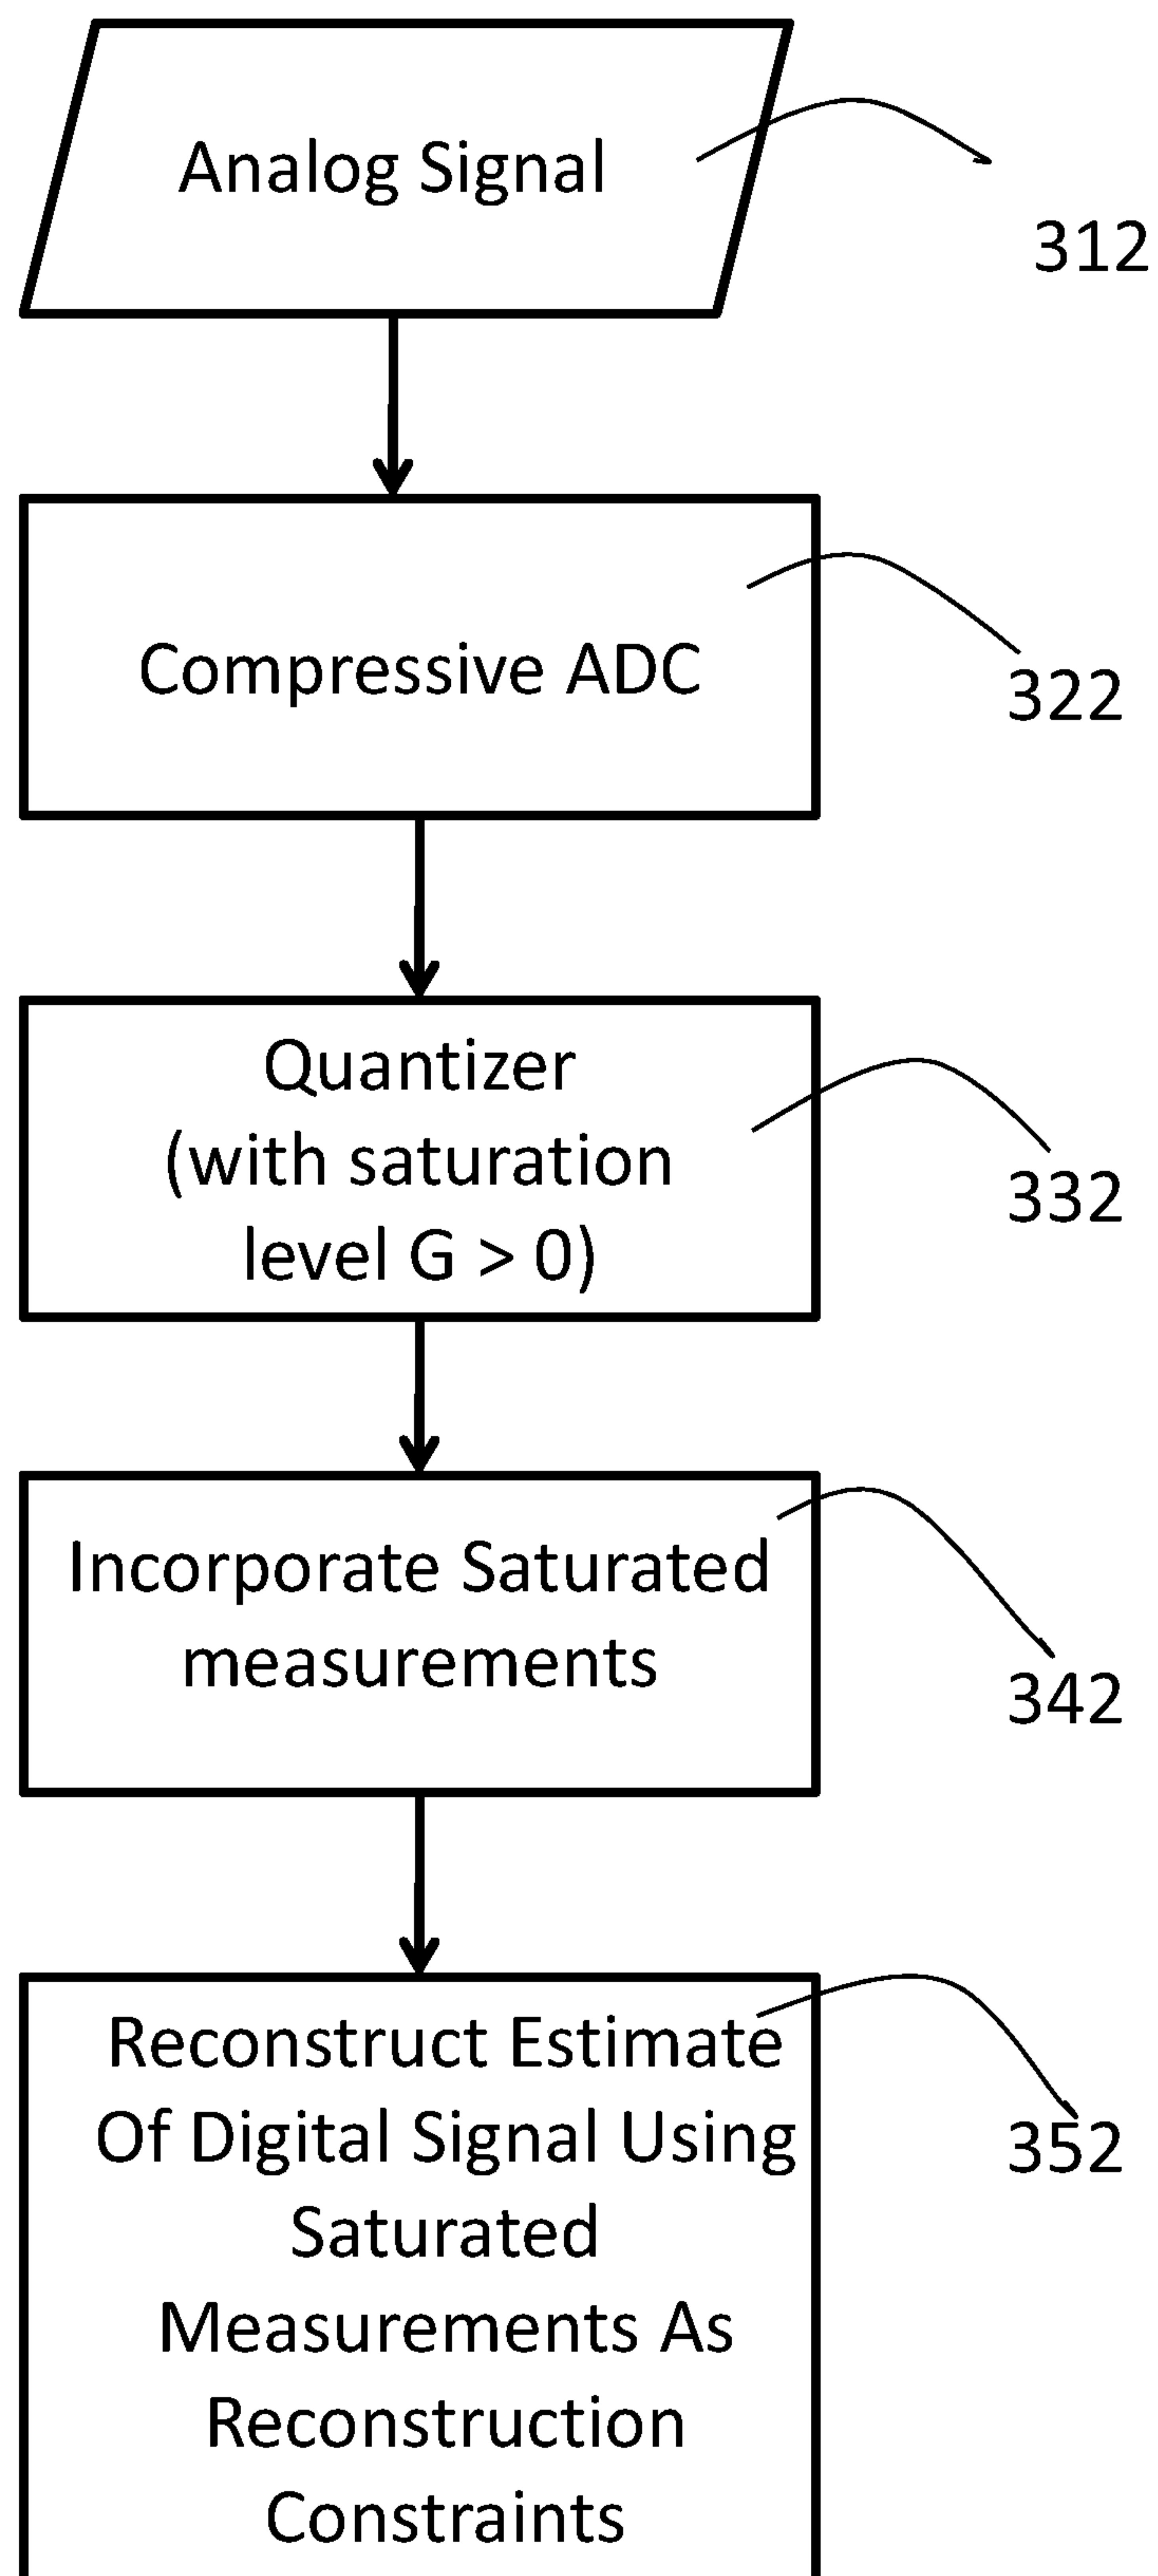 Analog Signal
312
Compressive ADC
322
Quantizer
(with saturation
level G > 0)
332
Incorporate Saturated
measurements
342
Reconstruct Estimate
Of Digital Signal Using
Saturated
Measurements As
Reconstruction
Constraints
352